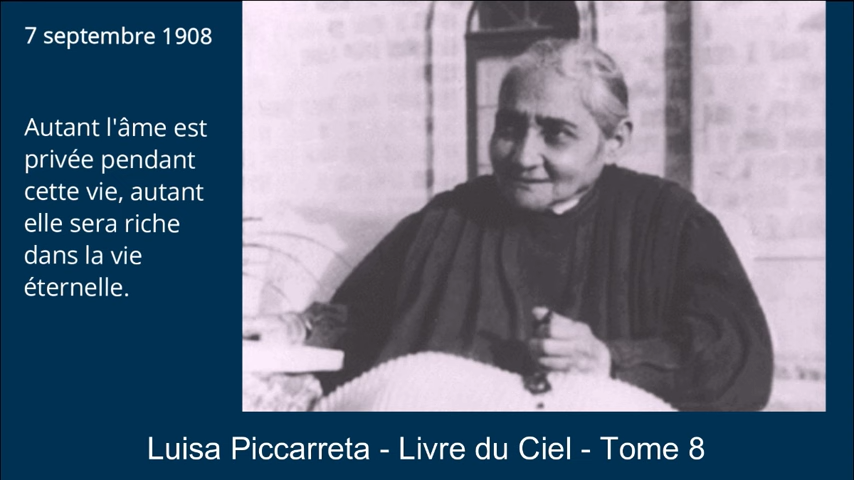 7 septembre 1908
Autant l'âme est
privée pendant
cette vie, autant
elle sera riche
dans la vie
éternelle.
Luisa Piccarreta - Livre du Ciel - Tome 8